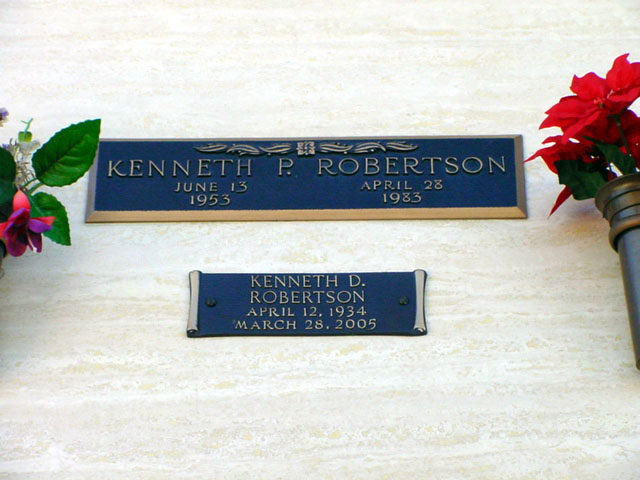 KENNETH P. ROBERTSON
JUNE 13 APRIL 28
1953 1983
KENNETH D.
ROBERTSON
APRIL 12, 1934
MARCH 28, 2005